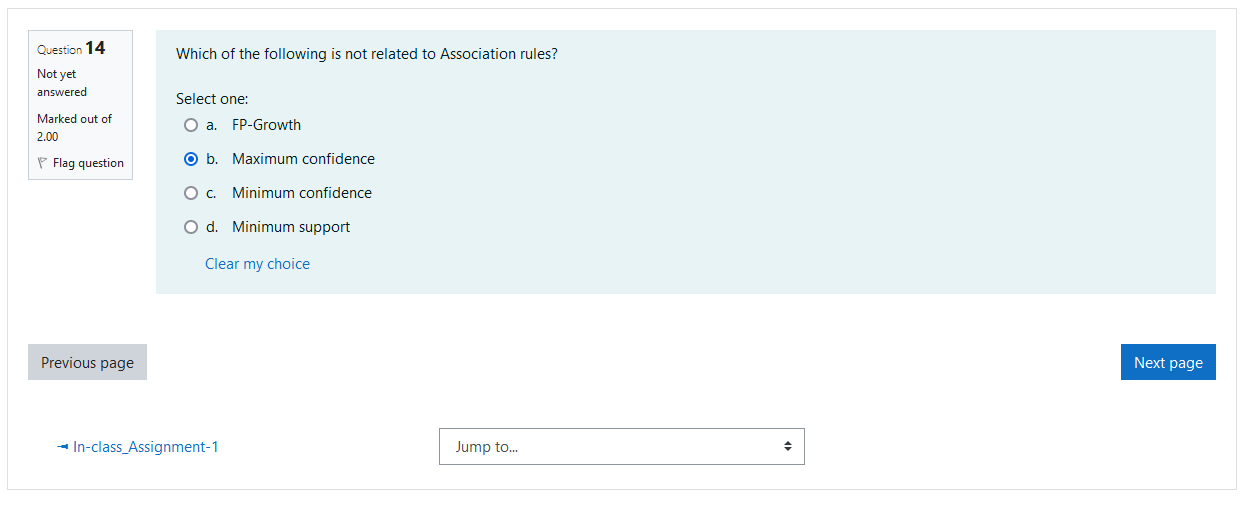 Question 14
Not yet
answered
Marked out of
2.00
Flag question
Which of the following is not related to Association rules?
Select one:
a. FP-Growth
b. Maximum confidence
c. Minimum confidence
d. Minimum support
Clear my choice
Previous page
Next page
◄ In-class_Assignment-1
Jump to...